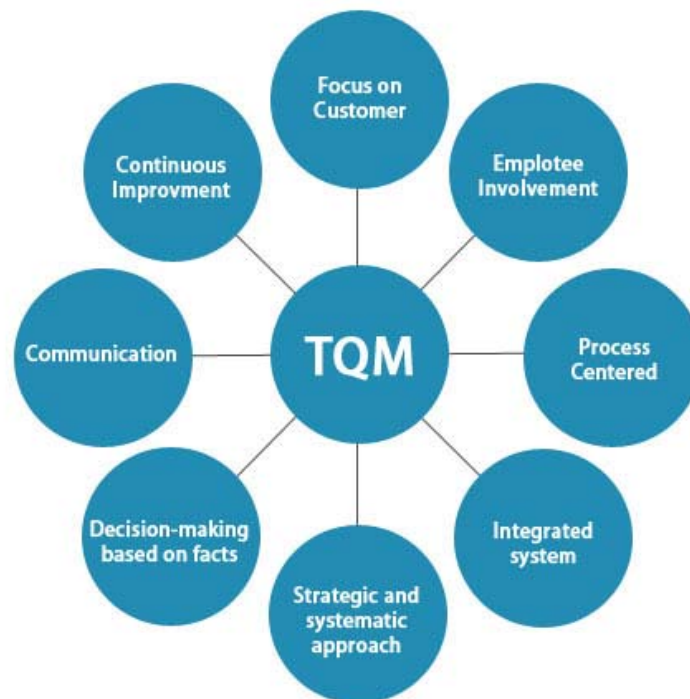 Focus on
Customer
Emplotee
Involvement
Process
Centered
Integrated
system
Strategic and
systematic
approach
Decision-making
based on facts
Communication
Continuous
Improvment
TQM